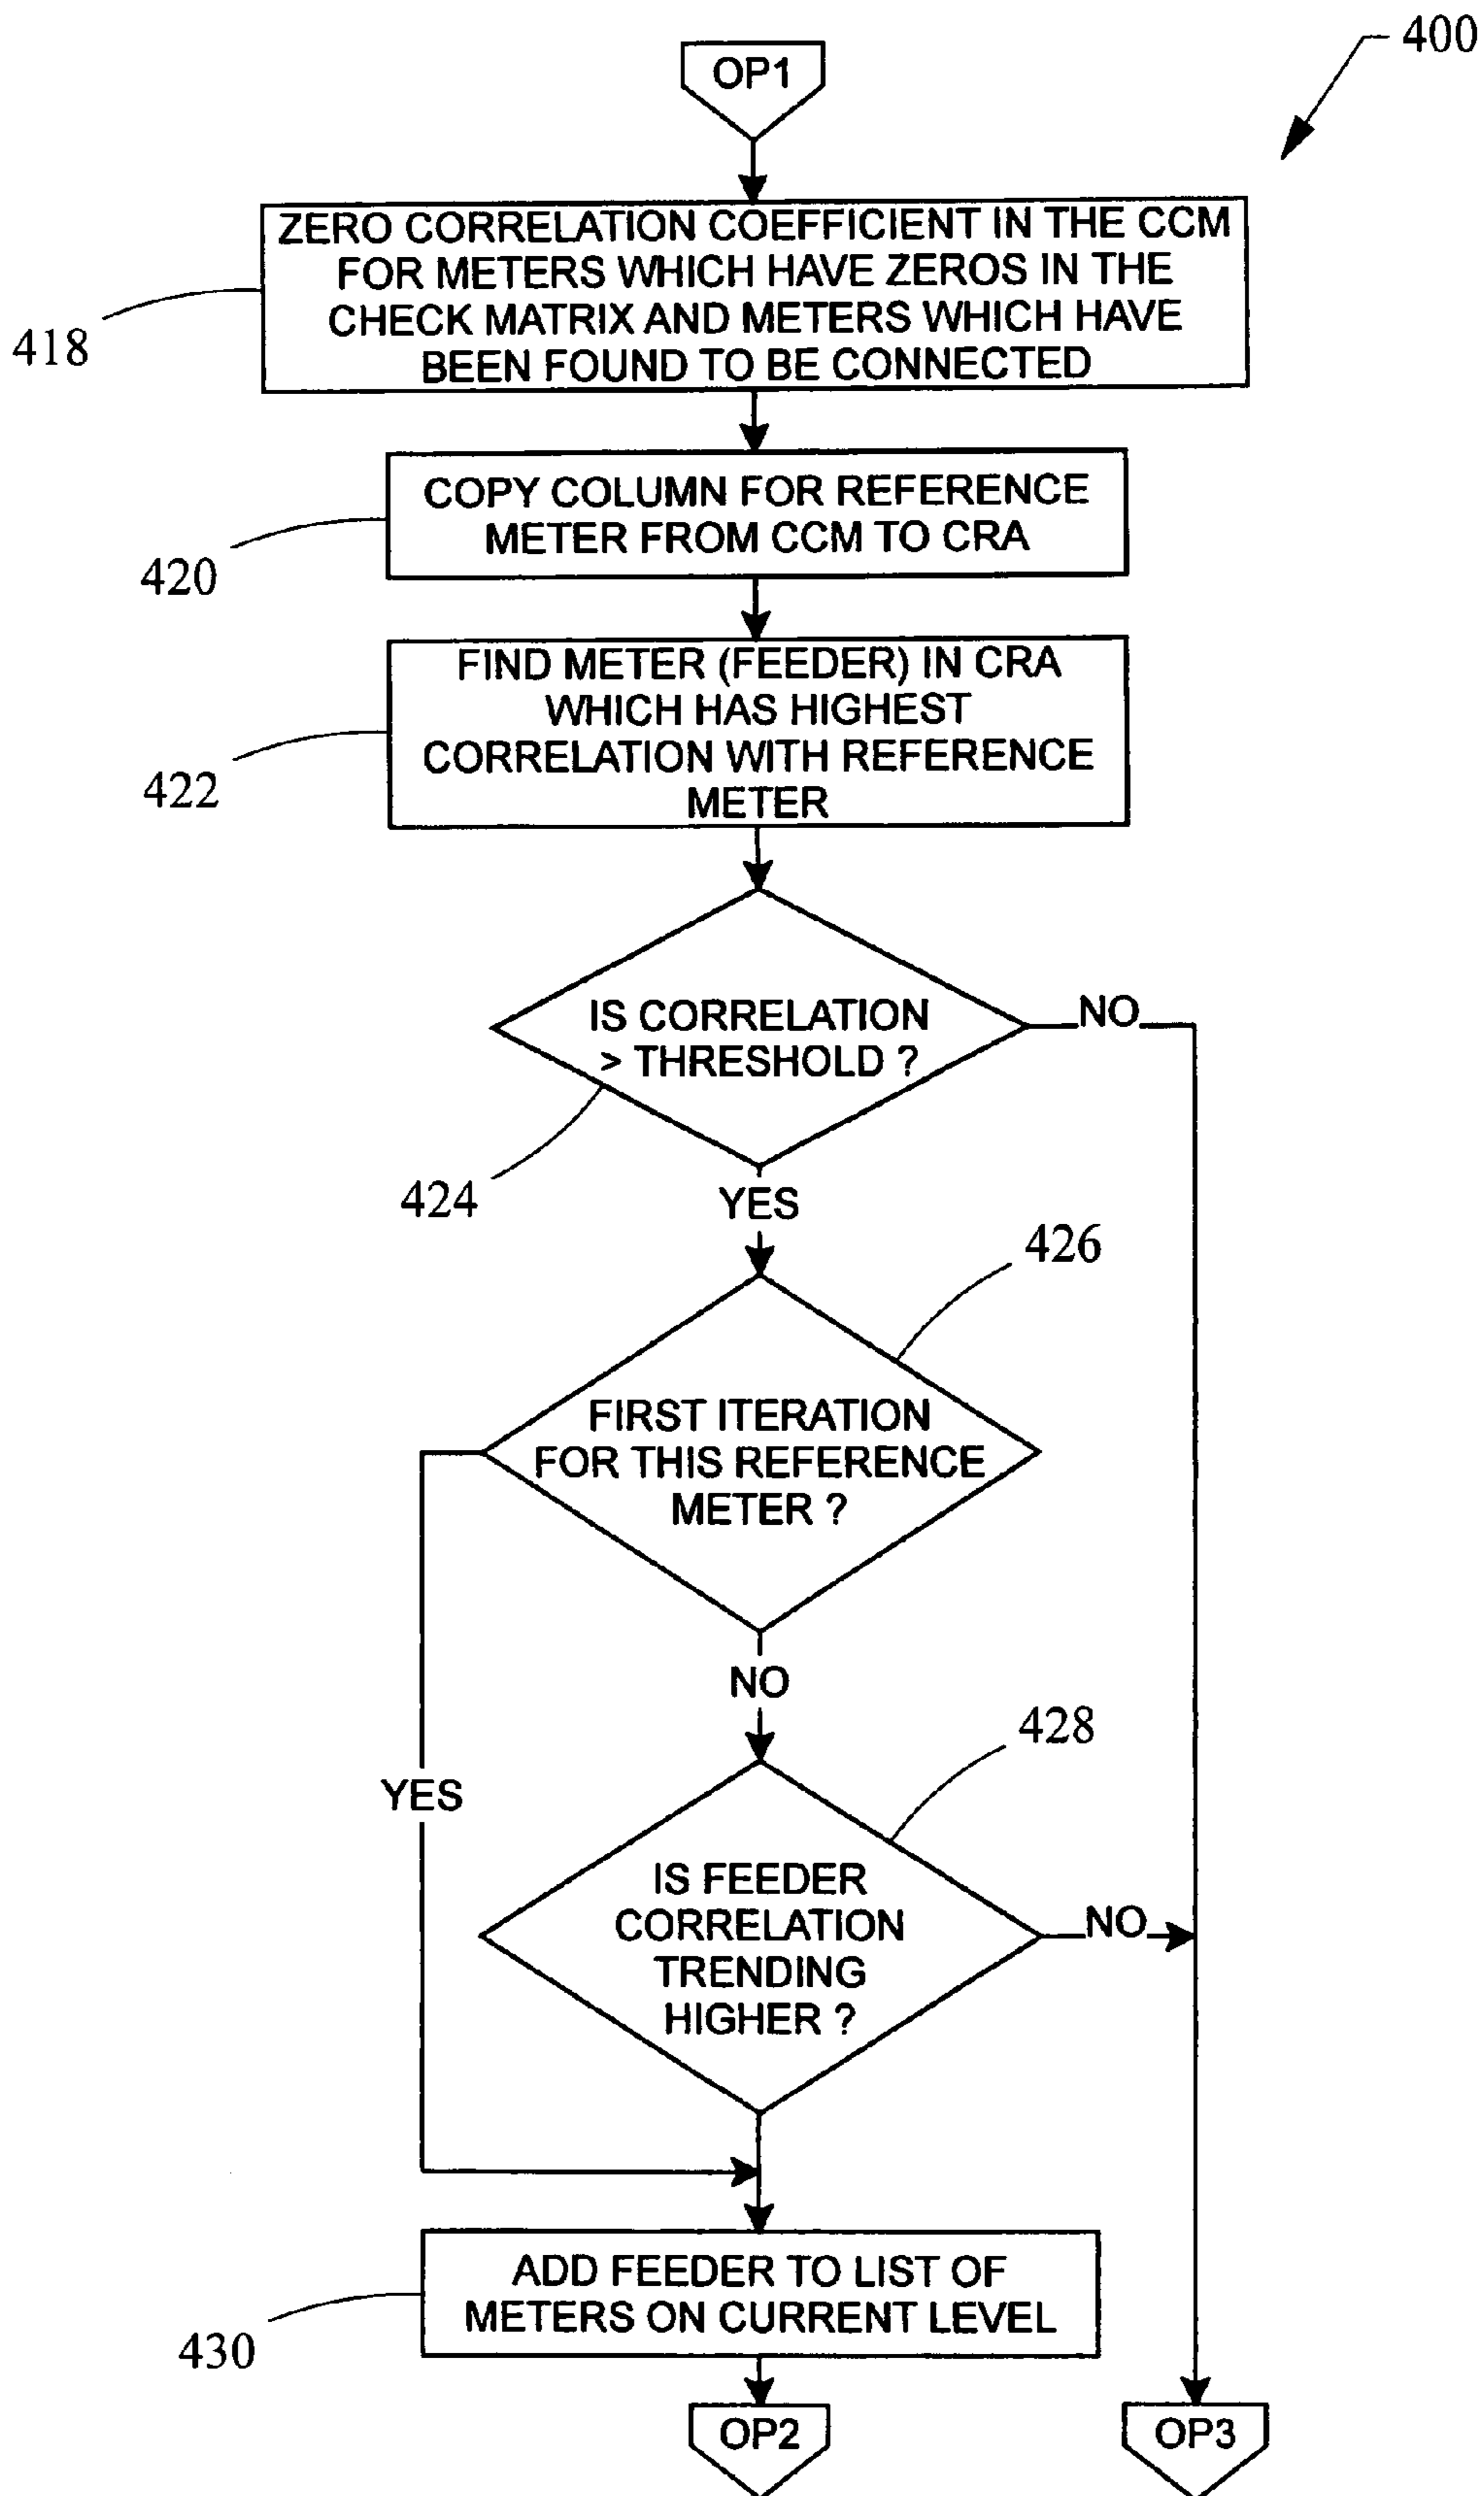 400
OP1
ZERO CORRELATION COEFFICIENT IN THE CCM
FOR METERS WHICH HAVE ZEROS IN THE
CHECK MATRIX AND METERS WHICH HAVE
BEEN FOUND TO BE CONNECTED
418
COPY COLUMN FOR REFERENCE
METER FROM CCM TO CRA
420
FIND METER (FEEDER) IN CRA
WHICH HAS HIGHEST
CORRELATION WITH REFERENCE
METER
422
IS CORRELATION
> THRESHOLD ?
NO
424
YES
426
FIRST ITERATION
FOR THIS REFERENCE
METER ?
NO
428
YES
IS FEEDER
CORRELATION
TRENDING
HIGHER ?
NO
ADD FEEDER TO LIST OF
METERS ON CURRENT LEVEL
430
OP2
OP3